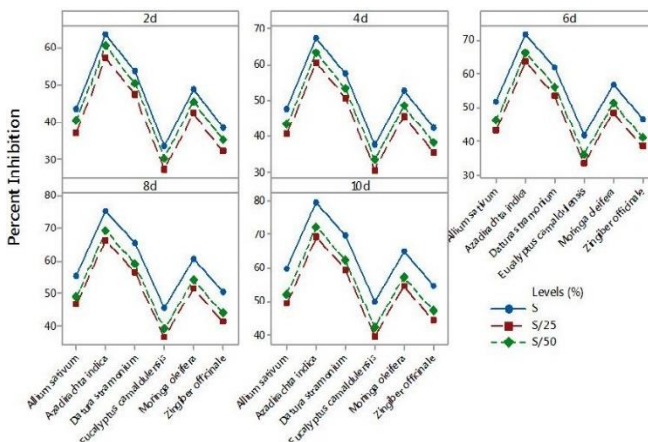 2d
4d
6d
60
50
40
30
70
60
50
40
30
70
60
50
40
30
Percent Inhibition
8d
10d
80
70
60
50
40
80
70
60
50
40
Allium sativum
Azadirachta indica
Datura stramonium
Eucalyptus camaldulensis
Moringa oleifera
Zingiber officinale
Levels (%)
S
S/25
S/50
Allium sativum
Azadirachta indica
Datura stramonium
Eucalyptus camaldulensis
Moringa oleifera
Zingiber officinale
Allium sativum
Azadirachta indica
Datura stramonium
Eucalyptus camaldulensis
Moringa oleifera
Zingiber officinale